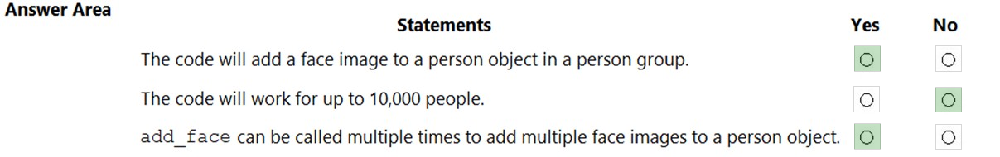 Answer Area
Statements Yes No
The code will add a face image to a person object in a person group.
The code will work for up to 10,000 people.
add_face can be called multiple times to add multiple face images to a person object.